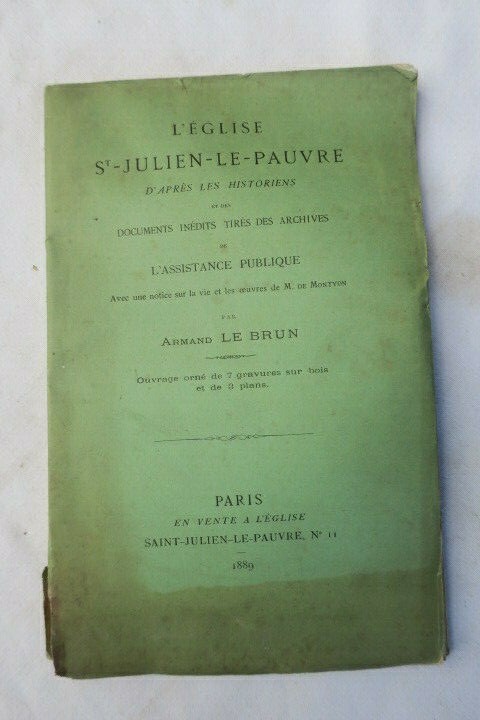 L'ÉGLISE
ST-JULIEN-LE-PAUVRE
D'APRÈS LES HISTORIENS
ET DES
DOCUMENTS INÉDITS TIRÉS DES ARCHIVES
DE
L'ASSISTANCE PUBLIQUE
Avec une notice sur la vie et les œuvres de M. DE MONTYON
PAR
ARMAND LE BRUN
Ouvrage orné de 7 gravures sur bois
et de 3 plans.
PARIS
EN VENTE A L'ÉGLISE
SAINT-JULIEN-LE-PAUVRE, No 11
1889